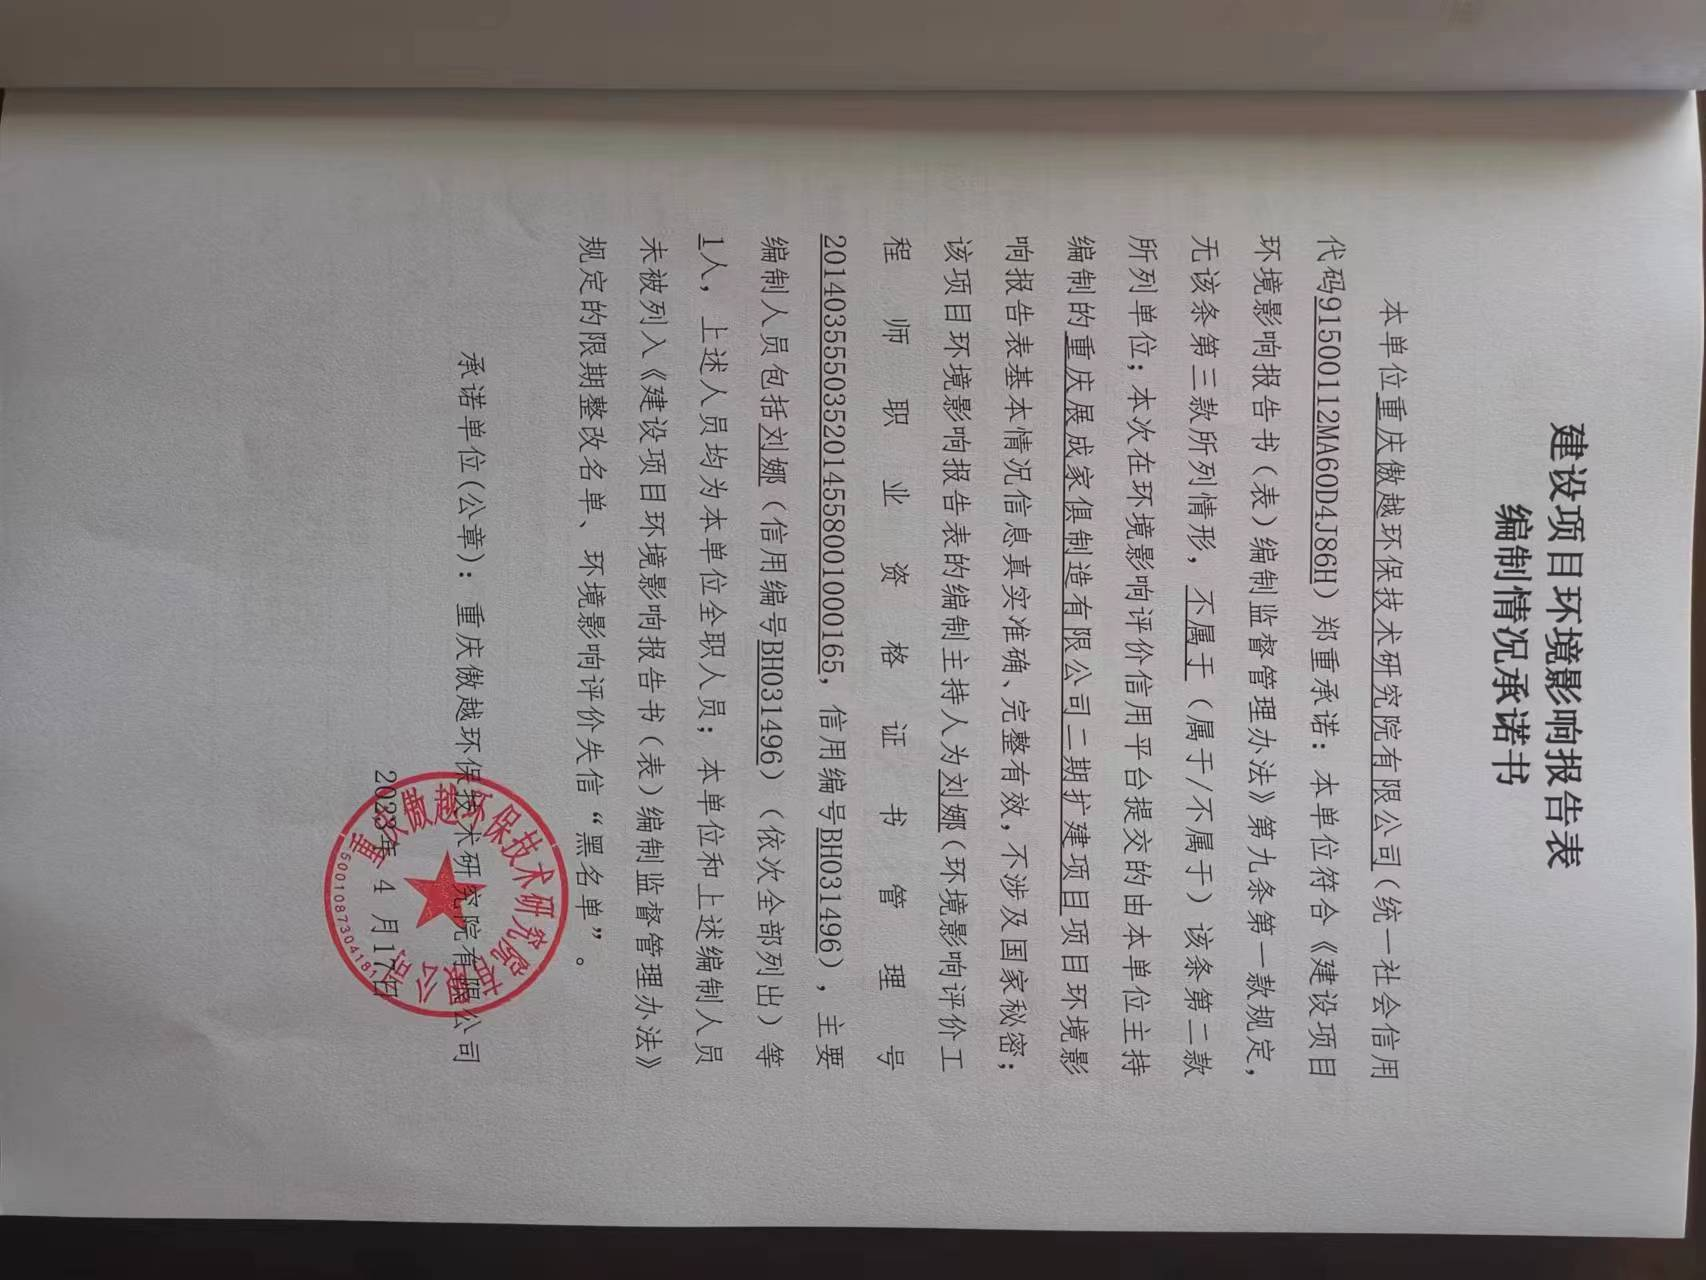 建设项目环境影响报告表
编制情况承诺书
本单位重庆傲越环保技术研究院有限公司(统一社会信用
代码91500112MA60D4J86H)郑重承诺：本单位符合《建设项目
环境影响报告书(表)编制监督管理办法》第九条第一款规定，
无该条第三款所列情形，不属于（属于/不属于）该条第二款
所列单位；本次在环境影响评价信用平台提交的由本单位主持
编制的重庆展成家俱制造有限公司二期扩建项目项目环境影
响报告表基本情况信息真实准确、完整有效，不涉及国家秘密；
该项目环境影响报告表的编制主持人为刘娜(环境影响评价工
程师职业资格证书管理号
2014035550352014558001000165，信用编号BH031496)，主要
编制人员包括刘娜（信用编号BH031496)（依次全部列出）等
1人，上述人员均为本单位全职人员；本单位和上述编制人员
未被列入《建设项目环境影响报告书(表)编制监督管理办法》
规定的限期整改名单、环境影响评价失信“黑名单”。
承诺单位(公章)：重庆傲越环保技术研究院有限公司
2023年 4 月17日
重庆傲越环保技术研究院有限公司
5001087304181